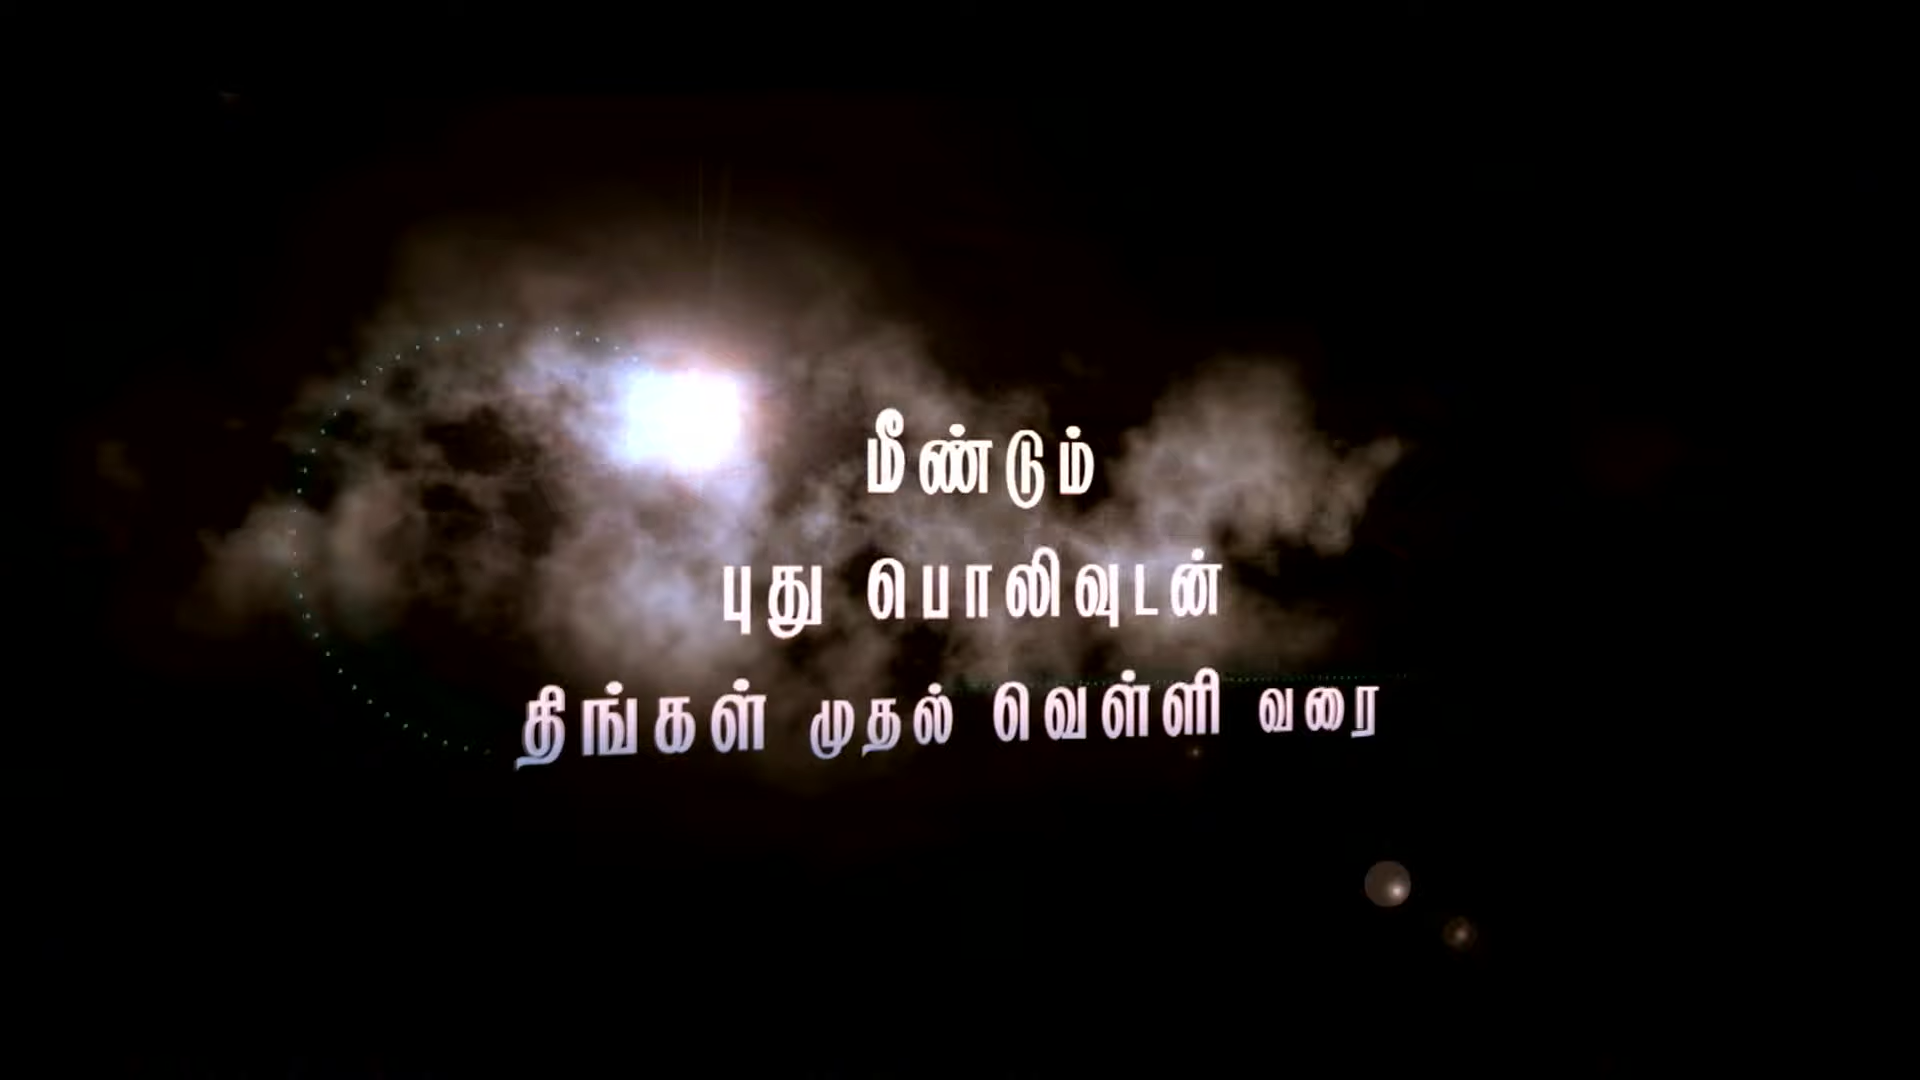 மீண்டும்
புது பொலிவுடன்
திங்கள் முதல் வெள்ளி வரை